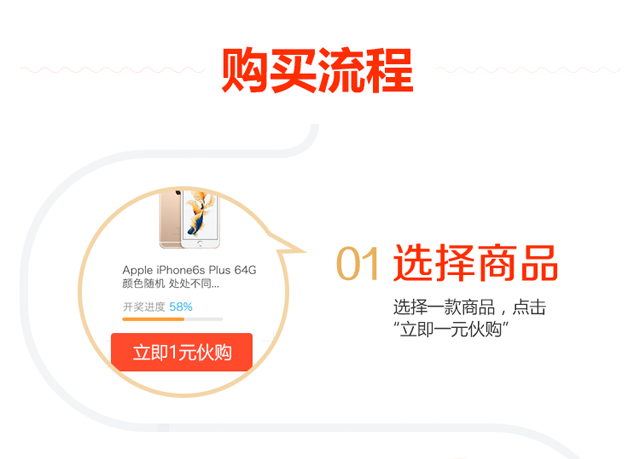 购买流程
Apple iPhone6s Plus 64G
颜色随机 处处不同...
开奖进度 58%
立即1元伙购
01 选择商品
选择一款商品，点击
“立即一元伙购”